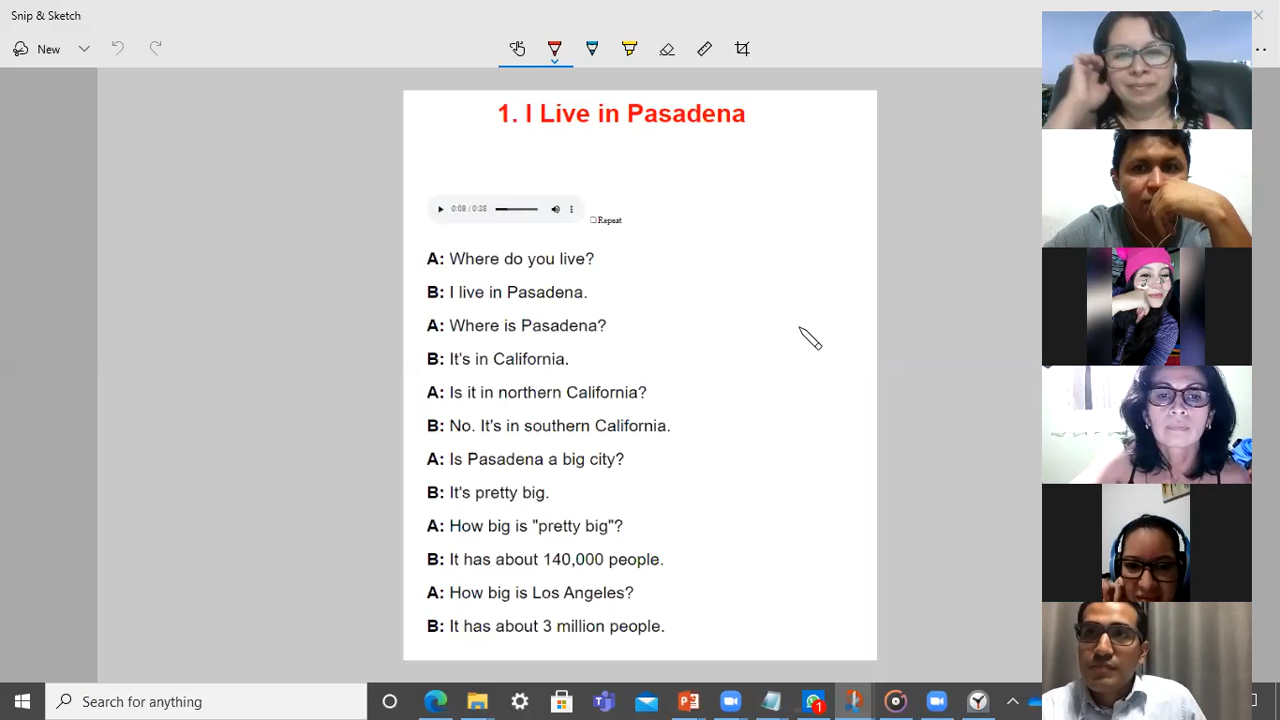 Snip & Sketch
New
1. I Live in Pasadena
0:08 / 0:38
Repeat
A: Where do you live?
B: I live in Pasadena.
A: Where is Pasadena?
B: It's in California.
A: Is it in northern California?
B: No. It's in southern California.
A: Is Pasadena a big city?
B: It's pretty big.
A: How big is "pretty big"?
B: It has about 140,000 people.
A: How big is Los Angeles?
B: It has about 3 million people.
Search for anything
1